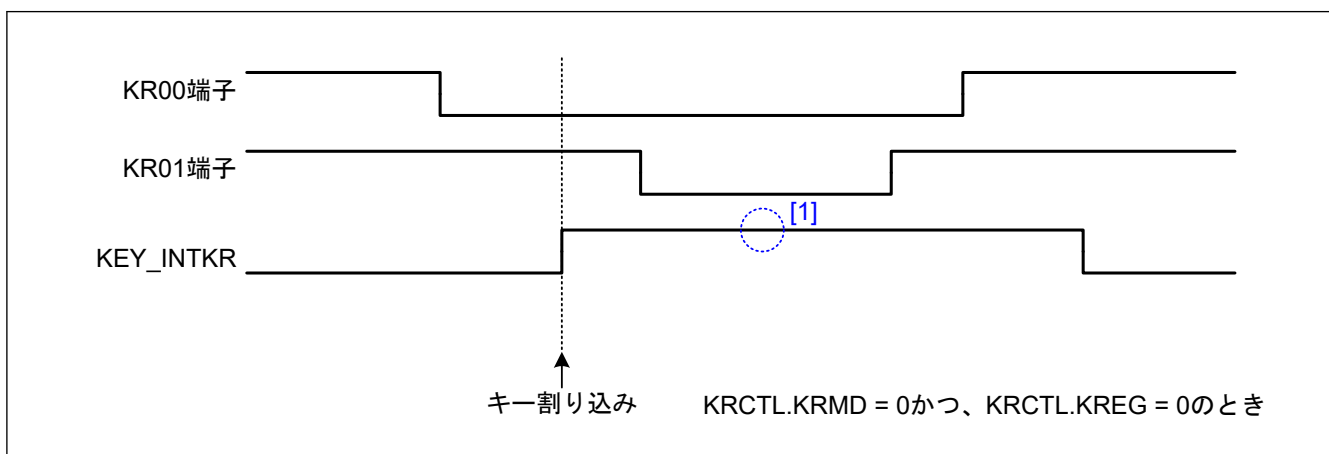 KR00端子
KR01端子
[1]
KEY_INTKR
キー割り込み
KRCTL.KRMD = 0かつ、KRCTL.KREG = 0のとき